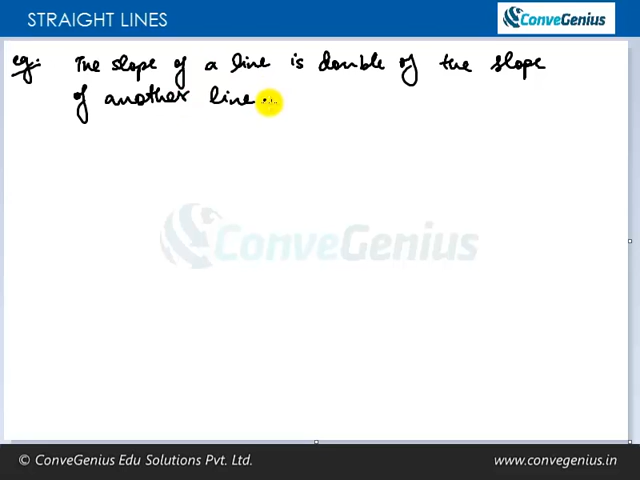 STRAIGHT LINES
ConveGenius
eg: The slope of a line is double of the slope
of another line
ConveGenius
© ConveGenius Edu Solutions Pvt. Ltd.
www.convegenius.in